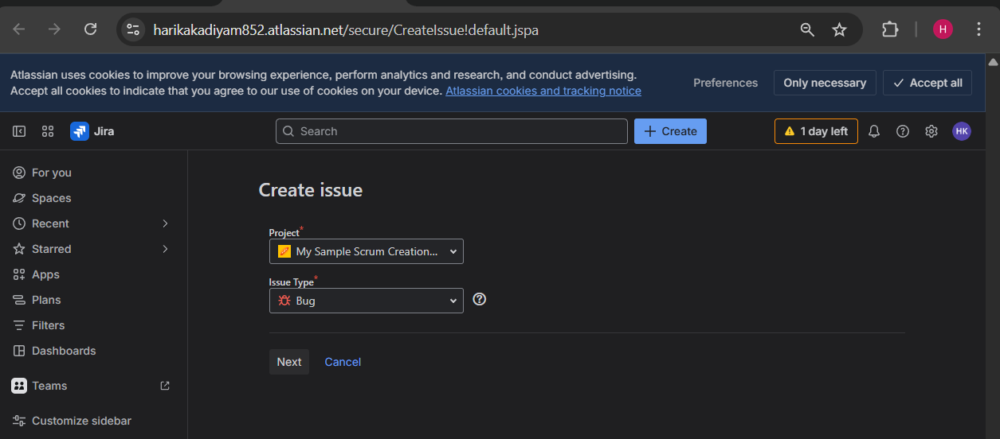 harikakadiyam852.atlassian.net/secure/CreateIssue!default.jspa
H
Atlassian uses cookies to improve your browsing experience, perform analytics and research, and conduct advertising.
Accept all cookies to indicate that you agree to our use of cookies on your device. Atlassian cookies and tracking notice
Preferences
Only necessary
Accept all
Jira
Search
Create
1 day left
HK
For you
Spaces
Recent
Starred
Apps
Plans
Filters
Dashboards
Teams
Customize sidebar
Create issue
Project*
My Sample Scrum Creation...
Issue Type*
Bug
Next
Cancel